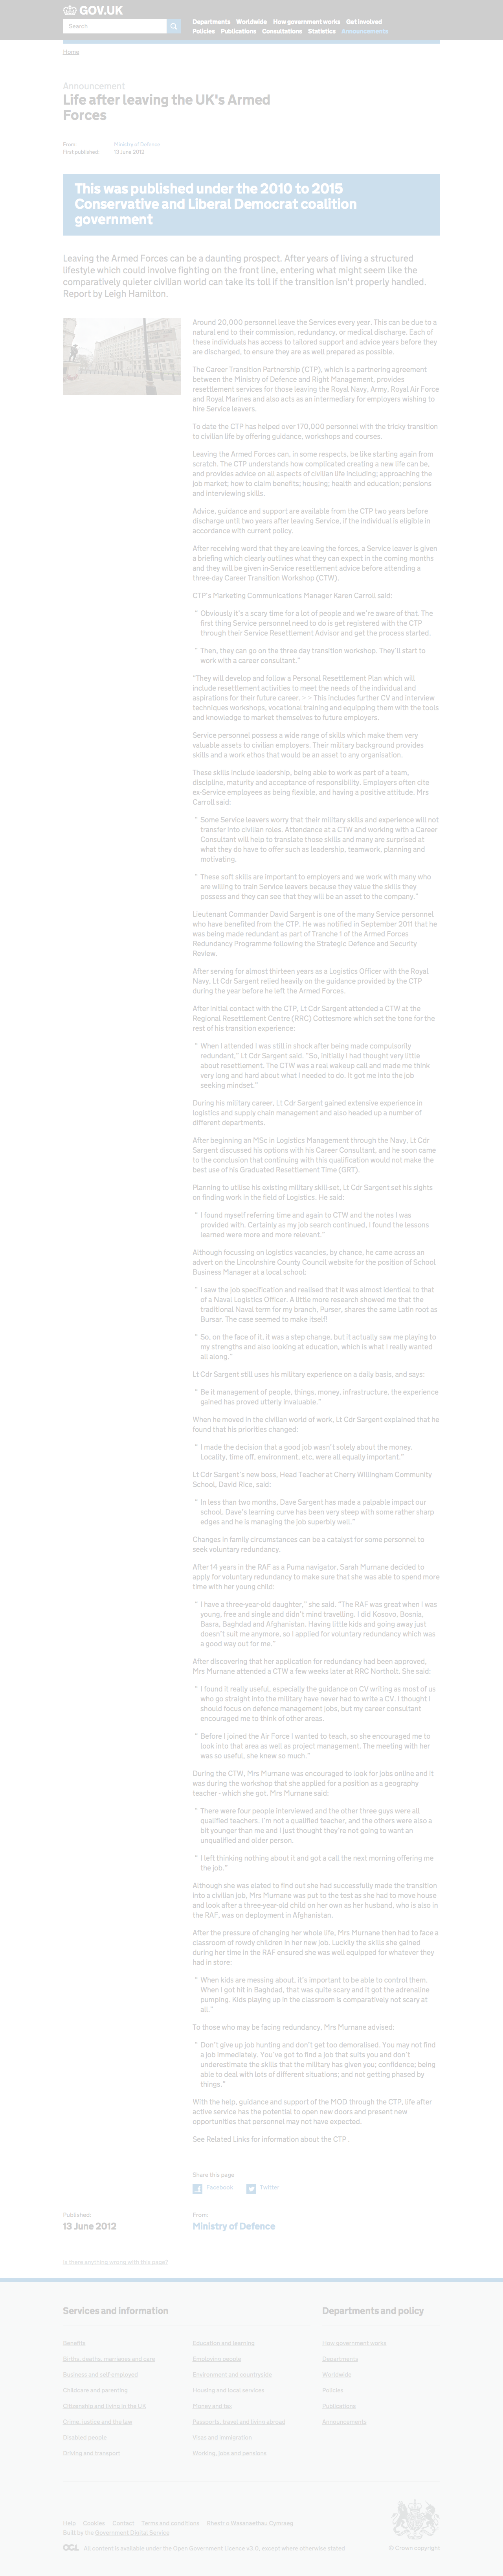 GOV.UK
Search
Departments Worldwide How government works Get involved
Policies Publications Consultations Statistics Announcements
Home
Announcement
Life after leaving the UK's Armed
Forces
From: Ministry of Defence
First published: 13 June 2012
This was published under the 2010 to 2015
Conservative and Liberal Democrat coalition
government
Leaving the Armed Forces can be a daunting prospect. After years of living a structured
lifestyle which could involve fighting on the front line, entering what might seem like the
comparatively quieter civilian world can take its toll if the transition isn't properly handled.
Report by Leigh Hamilton.
Around 20,000 personnel leave the Services every year. This can be due to a
natural end to their commission, redundancy, or medical discharge. Each of
these individuals has access to tailored support and advice years before they
are discharged, to ensure they are as well prepared as possible.
The Career Transition Partnership (CTP), which is a partnering agreement
between the Ministry of Defence and Right Management, provides
resettlement services for those leaving the Royal Navy, Army, Royal Air Force
and Royal Marines and also acts as an intermediary for employers wishing to
hire Service leavers.
To date the CTP has helped over 170,000 personnel with the tricky transition
to civilian life by offering guidance, workshops and courses.
Leaving the Armed Forces can, in some respects, be like starting again from
scratch. The CTP understands how complicated creating a new life can be,
and provides advice on all aspects of civilian life including: approaching the
job market; how to claim benefits; housing; health and education; pensions
and interviewing skills.
Advice, guidance and support are available from the CTP two years before
discharge until two years after leaving Service, if the individual is eligible in
accordance with current policy.
After receiving word that they are leaving the forces, a Service leaver is given
a briefing which clearly outlines what they can expect in the coming months
and they will be given in-Service resettlement advice before attending a
three-day Career Transition Workshop (CTW).
CTP's Marketing Communications Manager Karen Carroll said:
" Obviously it's a scary time for a lot of people and we're aware of that. The
first thing Service personnel need to do is get registered with the CTP
through their Service Resettlement Advisor and get the process started.
" Then, they can go on the three day transition workshop. They'll start to
work with a career consultant."
"They will develop and follow a Personal Resettlement Plan which will
include resettlement activities to meet the needs of the individual and
aspirations for their future career. > > This includes further CV and interview
techniques workshops, vocational training and equipping them with the tools
and knowledge to market themselves to future employers.
Service personnel possess a wide range of skills which make them very
valuable assets to civilian employers. Their military background provides
skills and a work ethos that would be an asset to any organisation.
These skills include leadership, being able to work as part of a team,
discipline, maturity and acceptance of responsibility. Employers often cite
ex-Service employees as being flexible, and having a positive attitude. Mrs
Carroll said:
" Some Service leavers worry that their military skills and experience will not
transfer into civilian roles. Attendance at a CTW and working with a Career
Consultant will help to translate those skills and many are surprised at
what they do have to offer such as leadership, teamwork, planning and
motivating.
" These soft skills are important to employers and we work with many who
are willing to train Service leavers because they value the skills they
possess and they can see that they will be an asset to the company."
Lieutenant Commander David Sargent is one of the many Service personnel
who have benefited from the CTP. He was notified in September 2011 that he
was being made redundant as part of Tranche 1 of the Armed Forces
Redundancy Programme following the Strategic Defence and Security
Review.
After serving for almost thirteen years as a Logistics Officer with the Royal
Navy, Lt Cdr Sargent relied heavily on the guidance provided by the CTP
during the year before he left the Armed Forces.
After initial contact with the CTP, Lt Cdr Sargent attended a CTW at the
Regional Resettlement Centre (RRC) Cottesmore which set the tone for the
rest of his transition experience:
" When I attended I was still in shock after being made compulsorily
redundant," Lt Cdr Sargent said. "So, initially I had thought very little
about resettlement. The CTW was a real wakeup call and made me think
very long and hard about what I needed to do. It got me into the job
seeking mindset."
During his military career, Lt Cdr Sargent gained extensive experience in
logistics and supply chain management and also headed up a number of
different departments.
After beginning an MSc in Logistics Management through the Navy, Lt Cdr
Sargent discussed his options with his Career Consultant, and he soon came
to the conclusion that continuing with this qualification would not make the
best use of his Graduated Resettlement Time (GRT).
Planning to utilise his existing military skill-set, Lt Cdr Sargent set his sights
on finding work in the field of Logistics. He said:
" I found myself referring time and again to CTW and the notes I was
provided with. Certainly as my job search continued, I found the lessons
learned were more and more relevant."
Although focussing on logistics vacancies, by chance, he came across an
advert on the Lincolnshire County Council website for the position of School
Business Manager at a local school:
" I saw the job specification and realised that it was almost identical to that
of a Naval Logistics Officer. A little more research showed me that the
traditional Naval term for my branch, Purser, shares the same Latin root as
Bursar. The case seemed to make itself!
" So, on the face of it, it was a step change, but it actually saw me playing to
my strengths and also looking at education, which is what I really wanted
all along."
Lt Cdr Sargent still uses his military experience on a daily basis, and says:
" Be it management of people, things, money, infrastructure, the experience
gained has proved utterly invaluable."
When he moved in the civilian world of work, Lt Cdr Sargent explained that he
found that his priorities changed:
" I made the decision that a good job wasn't solely about the money.
Locality, time off, environment, etc, were all equally important."
Lt Cdr Sargent's new boss, Head Teacher at Cherry Willingham Community
School, David Rice, said:
" In less than two months, Dave Sargent has made a palpable impact our
school. Dave's learning curve has been very steep with some rather sharp
edges and he is managing the job superbly well."
Changes in family circumstances can be a catalyst for some personnel to
seek voluntary redundancy.
After 14 years in the RAF as a Puma navigator, Sarah Murnane decided to
apply for voluntary redundancy to make sure that she was able to spend more
time with her young child:
" I have a three-year-old daughter," she said. "The RAF was great when I was
young, free and single and didn't mind travelling. I did Kosovo, Bosnia,
Basra, Baghdad and Afghanistan. Having little kids and going away just
doesn't suit me anymore, so I applied for voluntary redundancy which was
a good way out for me."
After discovering that her application for redundancy had been approved,
Mrs Murnane attended a CTW a few weeks later at RRC Northolt. She said:
" I found it really useful, especially the guidance on CV writing as most of us
who go straight into the military have never had to write a CV. I thought I
should focus on defence management jobs, but my career consultant
encouraged me to think of other areas.
" Before I joined the Air Force I wanted to teach, so she encouraged me to
look into that area as well as project management. The meeting with her
was so useful, she knew so much."
During the CTW, Mrs Murnane was encouraged to look for jobs online and it
was during the workshop that she applied for a position as a geography
teacher - which she got. Mrs Murnane said:
" There were four people interviewed and the other three guys were all
qualified teachers. I'm not a qualified teacher, and the others were also a
bit younger than me and I just thought they're not going to want an
unqualified and older person.
" I left thinking nothing about it and got a call the next morning offering me
the job."
Although she was elated to find out she had successfully made the transition
into a civilian job, Mrs Murnane was put to the test as she had to move house
and look after a three-year-old child on her own as her husband, who is also in
the RAF, was on deployment in Afghanistan.
After the pressure of changing her whole life, Mrs Murnane then had to face a
classroom of rowdy children in her new job. Luckily the skills she gained
during her time in the RAF ensured she was well equipped for whatever they
had in store:
" When kids are messing about, it's important to be able to control them.
When I got hit in Baghdad, that was quite scary and it got the adrenaline
pumping. Kids playing up in the classroom is comparatively not scary at
all."
To those who may be facing redundancy, Mrs Murnane advised:
" Don't give up job hunting and don't get too demoralised. You may not find
a job immediately. You've got to find a job that suits you and don't
underestimate the skills that the military has given you: confidence; being
able to deal with lots of different situations; and not getting phased by
things."
With the help, guidance and support of the MOD through the CTP, life after
active service has the potential to open new doors and present new
opportunities that personnel may not have expected.
See Related Links for information about the CTP.
Share this page
Facebook Twitter
Published: From:
13 June 2012 Ministry of Defence
Is there anything wrong with this page?
Services and information Departments and policy
Benefits Education and learning How government works
Births, deaths, marriages and care Employing people Departments
Business and self-employed Environment and countryside Worldwide
Childcare and parenting Housing and local services Policies
Citizenship and living in the UK Money and tax Publications
Crime, justice and the law Passports, travel and living abroad Announcements
Disabled people Visas and immigration
Driving and transport Working, jobs and pensions
Help Cookies Contact Terms and conditions Rhestr o Wasanaethau Cymraeg
Built by the Government Digital Service
OGL All content is available under the Open Government Licence v3.0, except where otherwise stated
© Crown copyright